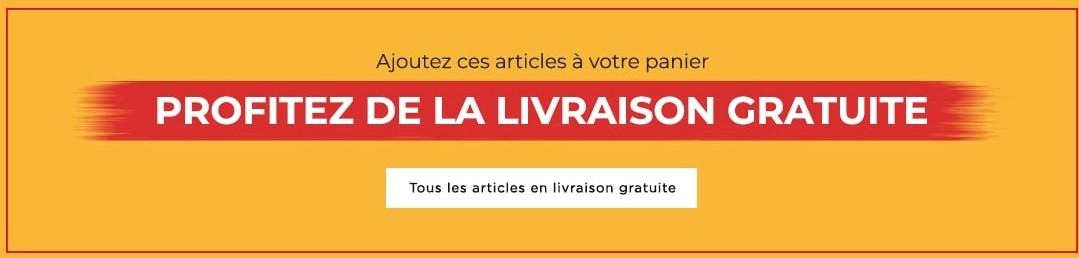 Ajoutez ces articles à votre panier
PROFITEZ DE LA LIVRAISON GRATUITE
Tous les articles en livraison gratuite